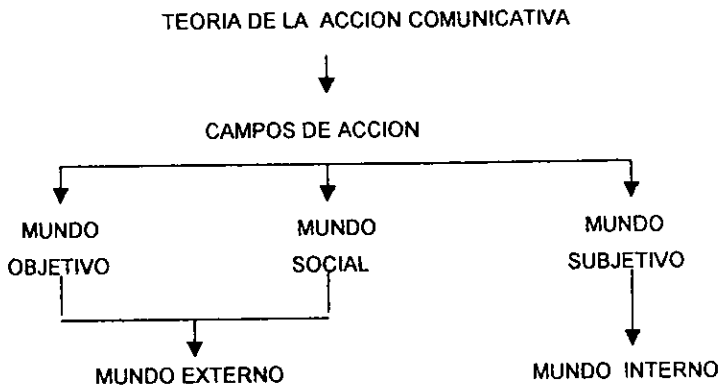 TEORIA DE LA ACCION COMUNICATIVA
CAMPOS DE ACCION
MUNDO
OBJETIVO
MUNDO
SOCIAL
MUNDO
SUBJETIVO
MUNDO EXTERNO
MUNDO INTERNO